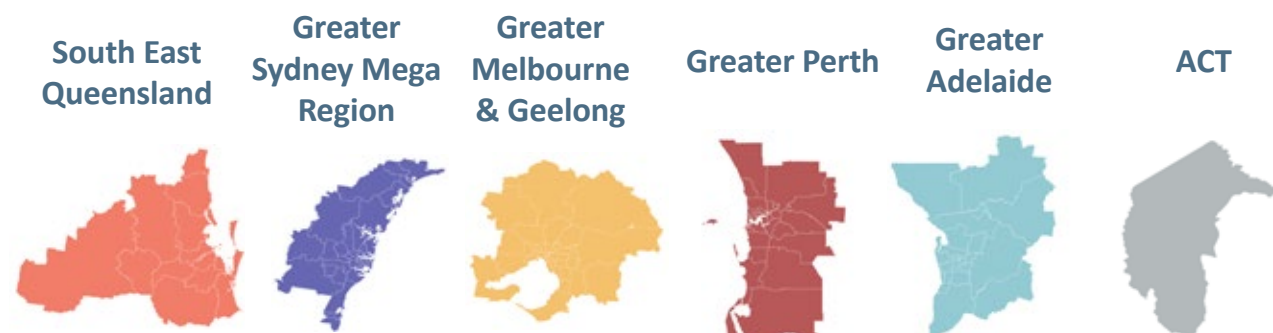 South East
Queensland
Greater
Sydney Mega
Region
Greater
Melbourne
& Geelong
Greater Perth
Greater
Adelaide
ACT